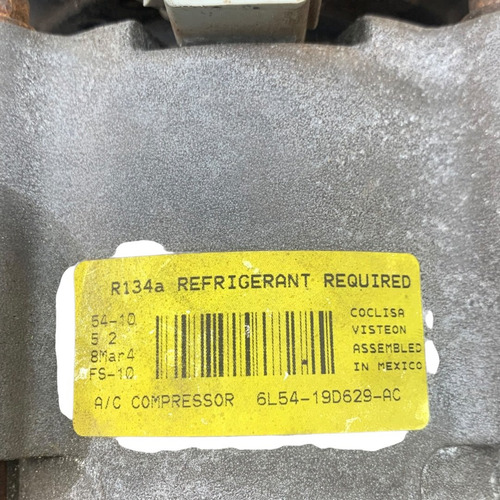 R134a REFRIGERANT REQUIRED
54-10
5 2
8Mar4
FS-10
COCLISA
VISTEON
ASSEMBLED
IN MEXICO
A/C COMPRESSOR 6L54-19D629-AC